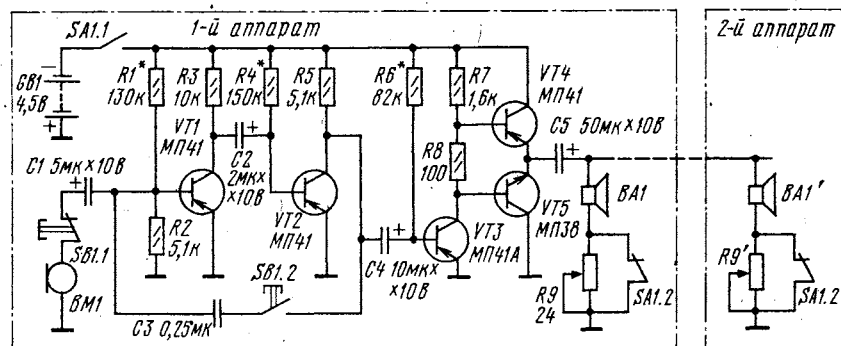 1-й аппарат
2-й аппарат
SA1.1
GB1
4,5В
R1*
130к
R3
10к
R4*
150к
R5
5,1к
R6*
82к
R7
1,6к
VT4
МП41
VT1
МП41
C5 50мк×10В
C1 5мк×10В
C2
2мк×
×10В
R8
100
BA1
BA1'
SB1.1
R2
5,1к
VT2
МП41
VT3
МП41А
VT5
МП38
BM1
SB1.2
C4 10мк×
×10В
R9
24
SA1.2
R9'
SA1.2
C3 0,25мк